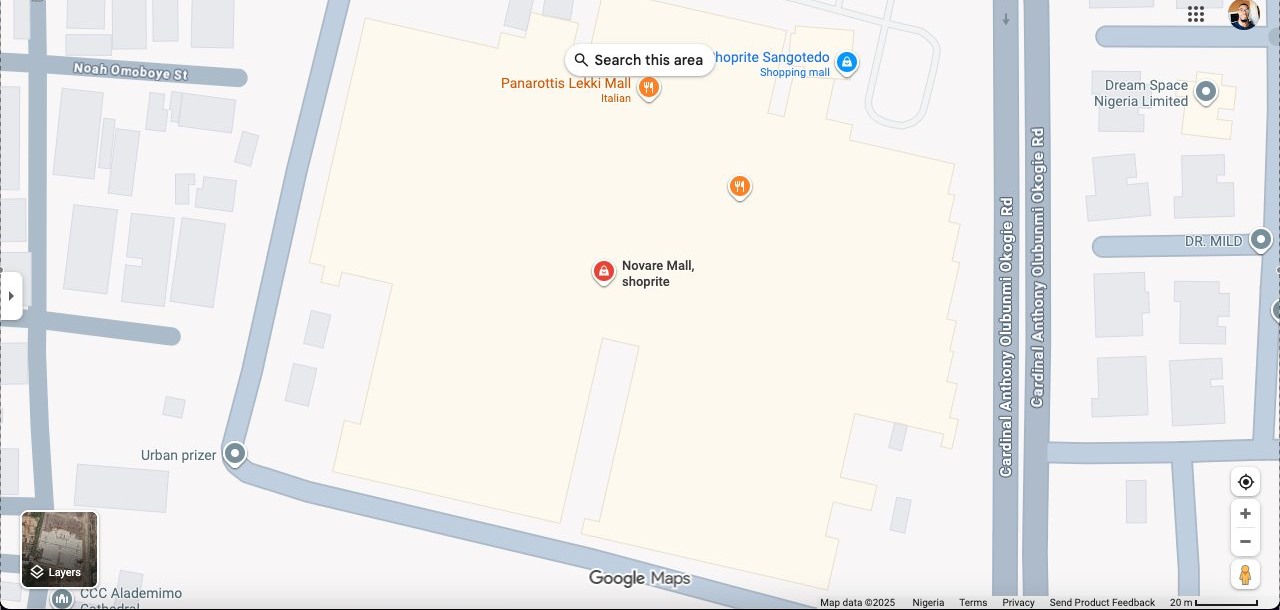 Noah Omoboye St
Search this area
hoprite Sangotedo
Shopping mall
Panarottis Lekki Mall
Italian
Dream Space
Nigeria Limited
Novare Mall,
shoprite
DR. MILD
Cardinal Anthony Olubunmi Okogie Rd
Cardinal Anthony Olubunmi Okogie Rd
Urban prizer
Layers
CCC Alademimo
Cathedral
Google Maps
Map data ©2025 Nigeria Terms Privacy Send Product Feedback 20 m